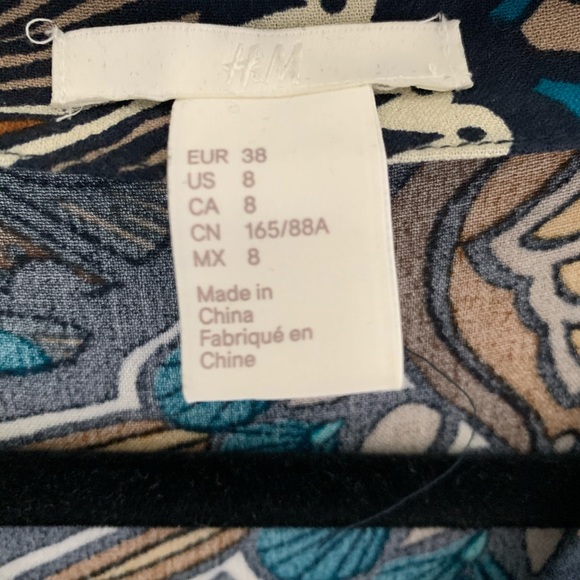 H&M
EUR 38
US 8
CA 8
CN 165/88A
MX 8
Made in
China
Fabriqué en
Chine